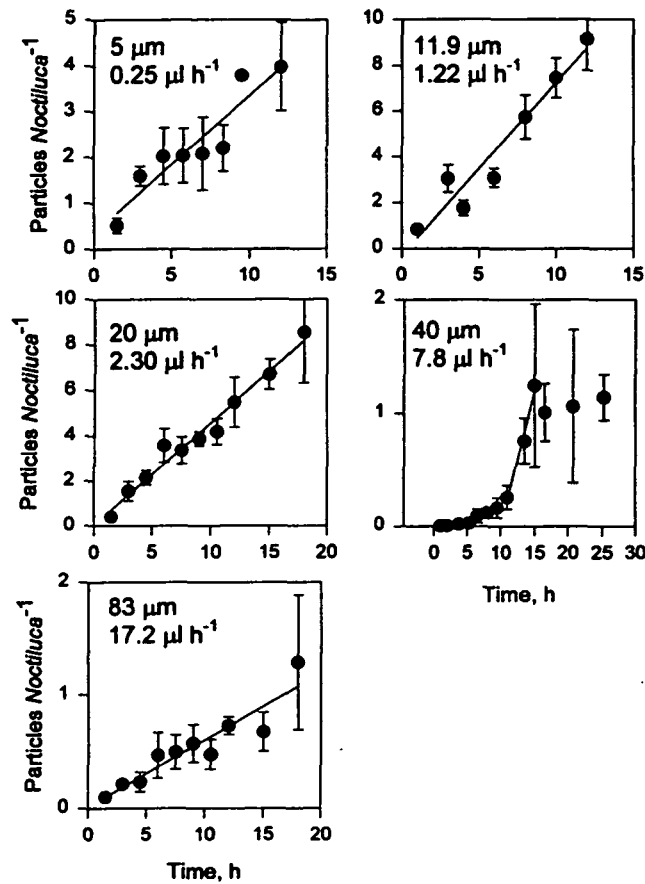 5 µm
0.25 µl h⁻¹
Particles Noctiluca⁻¹
5
4
3
2
1
0
0 5 10 15
11.9 µm
1.22 µl h⁻¹
10
8
6
4
2
0
0 5 10 15
20 µm
2.30 µl h⁻¹
Particles Noctiluca⁻¹
10
8
6
4
2
0
0 5 10 15 20
40 µm
7.8 µl h⁻¹
2
1
0
0 5 10 15 20 25 30
Time, h
83 µm
17.2 µl h⁻¹
Particles Noctiluca⁻¹
2
1
0
0 5 10 15 20
Time, h